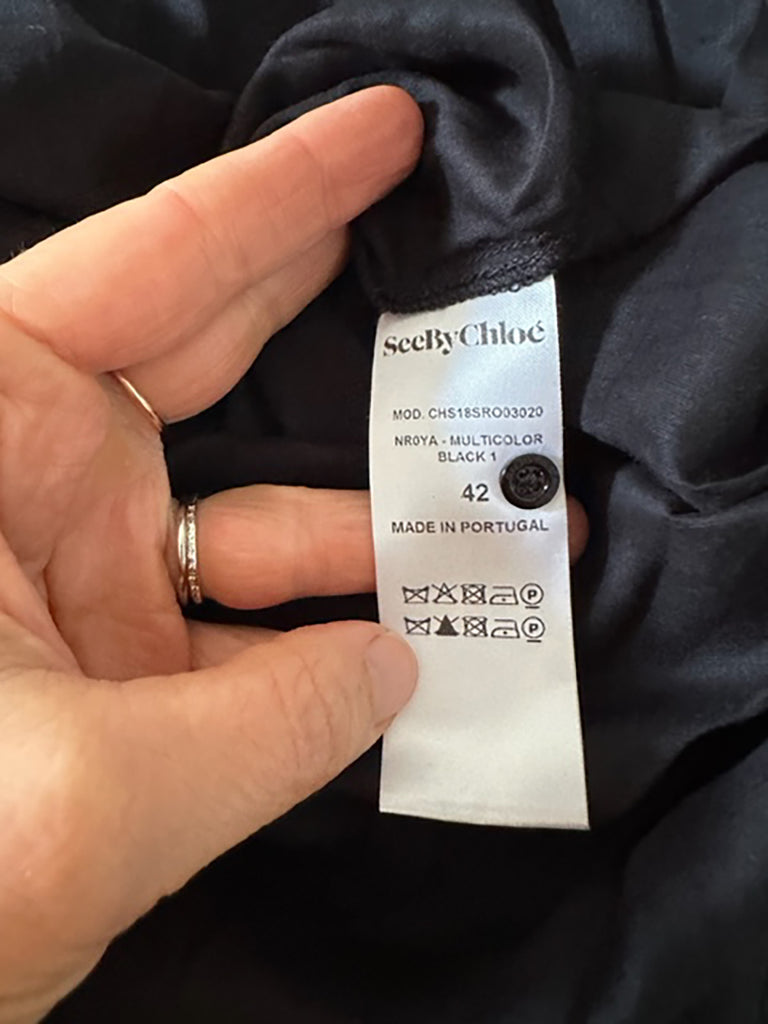 SeeByChloé
MOD. CHS18SRO03020
NR0YA - MULTICOLOR
BLACK 1
42
MADE IN PORTUGAL
P
P